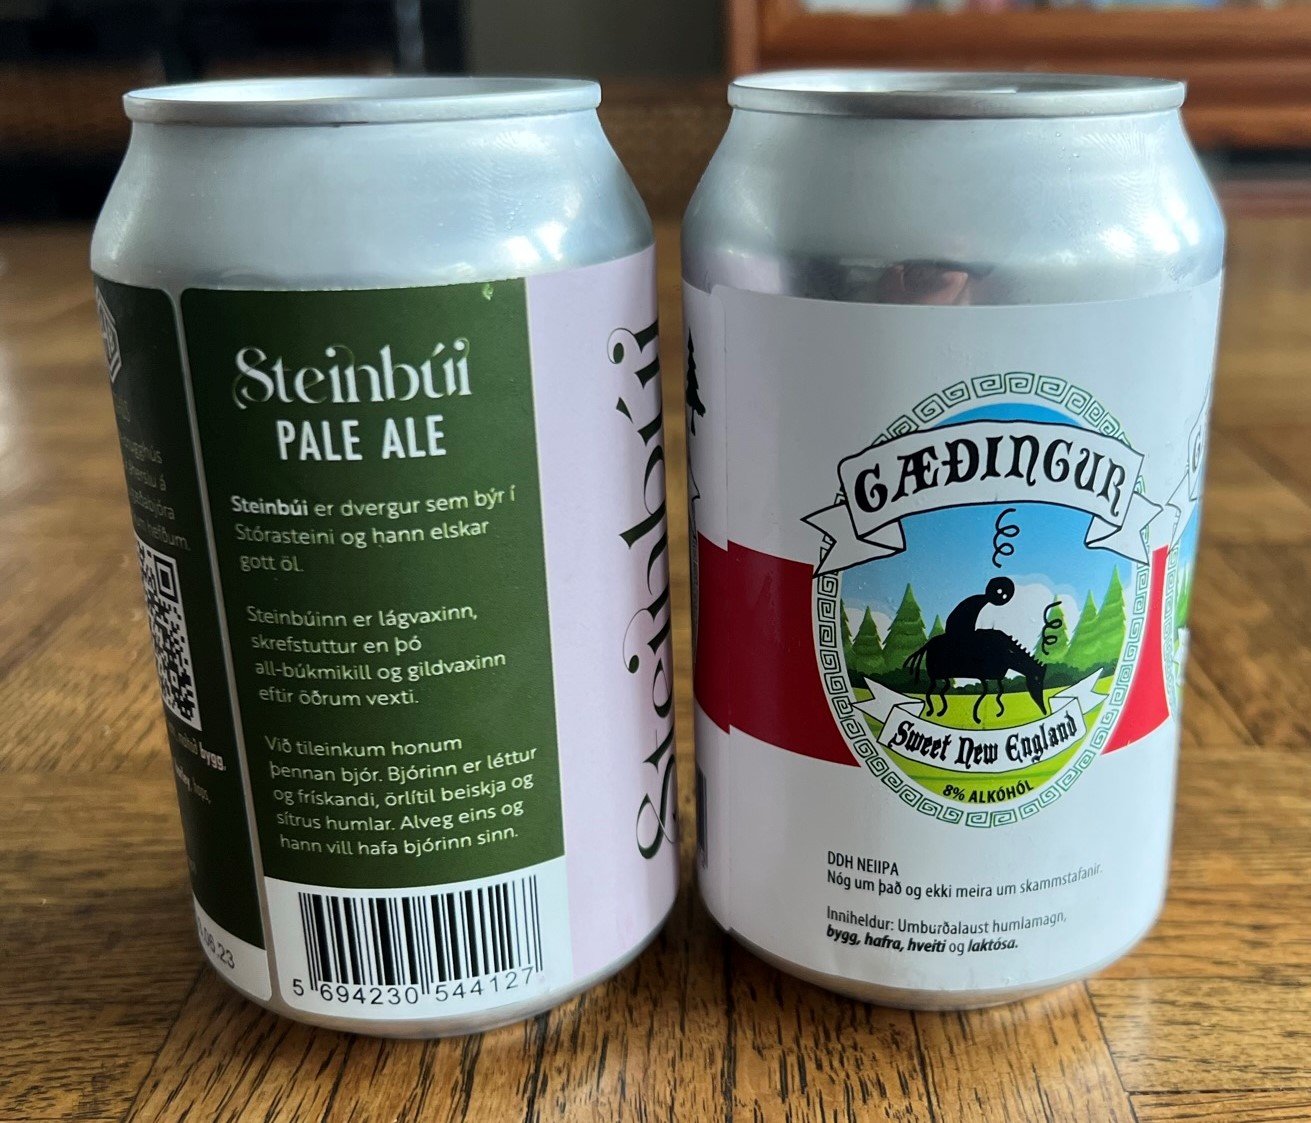 Steinbúi
PALE ALE
Steinbúi er dvergur sem býr í
Stórasteini og hann elskar
gott öl.
Steinbúinn er lágvaxinn,
skrefstuttur en þó
all-búkmikill og gildvaxinn
eftir öðrum vexti.
Við tileinkum honum
þennan bjór. Bjórinn er léttur
og frískandi, örlítil beiskja og
sítrus humlar. Alveg eins og
hann vill hafa bjórinn sinn.
5 694230 544127
bygg,
hops,
Steinbúi
GÆÐINGUR
Sweet New England
8% ALKÓHÓL
DDH NEIIPA
Nóg um það og ekki meira um skammstafanir.
Inniheldur: Umburðalaust humlamagn,
bygg, hafra, hveiti og laktósa.